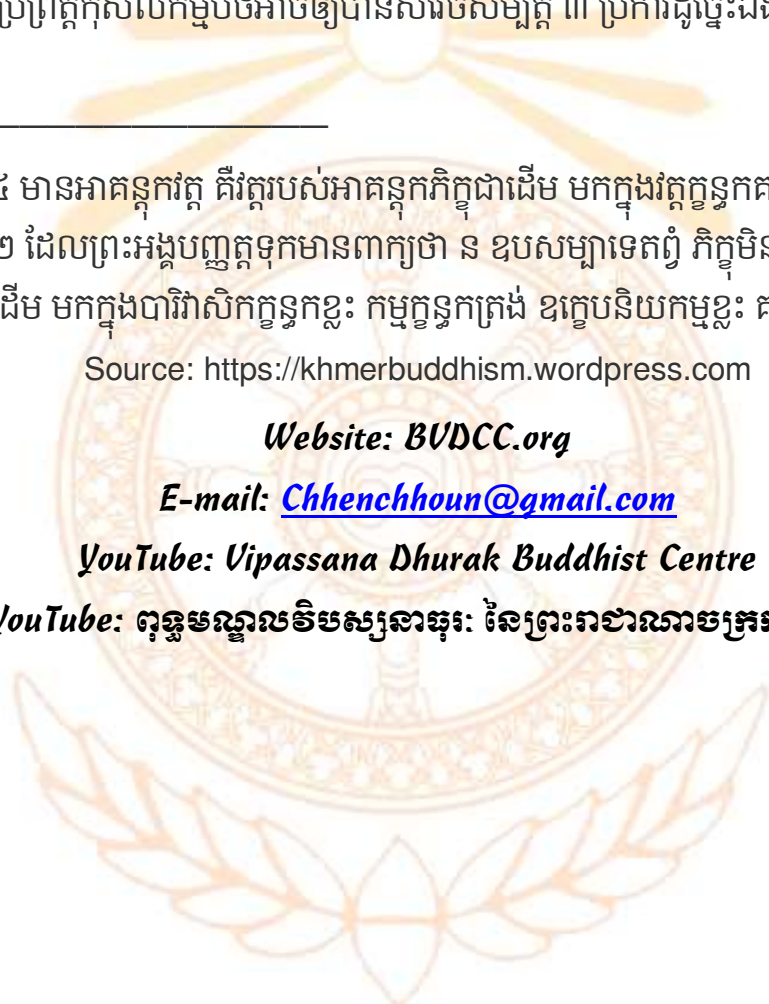 ប្រព្រឹត្តកុសលកម្មបថអាចឲ្យបានសំរេចសម្បត្តិ ៣ ប្រការដូច្នេះឯង
៤ មានអាគន្តុកវត្ត គឺវត្តរបស់អាគន្តុកភិក្ខុជាដើម មកក្នុងវត្តក្ខន្ធក
២ ដែលព្រះអង្គបញ្ញត្តទុកមានពាក្យថា ន ឧបសម្បាទេតព្វំ ភិក្ខុមិន
ដើម មកក្នុងបារិវាសិកក្ខន្ធកខ្លះ កម្មក្ខន្ធកត្រង់ ឧក្ខេបនិយកម្មខ្លះ
Source: https://khmerbuddhism.wordpress.com
Website: BVDCC.org
E-mail: Chhenchhoun@gmail.com
YouTube: Vipassana Dhurak Buddhist Centre
YouTube: ពុទ្ធមណ្ឌលវិបស្សនាធុរៈ នៃព្រះរាជាណាចក្រ